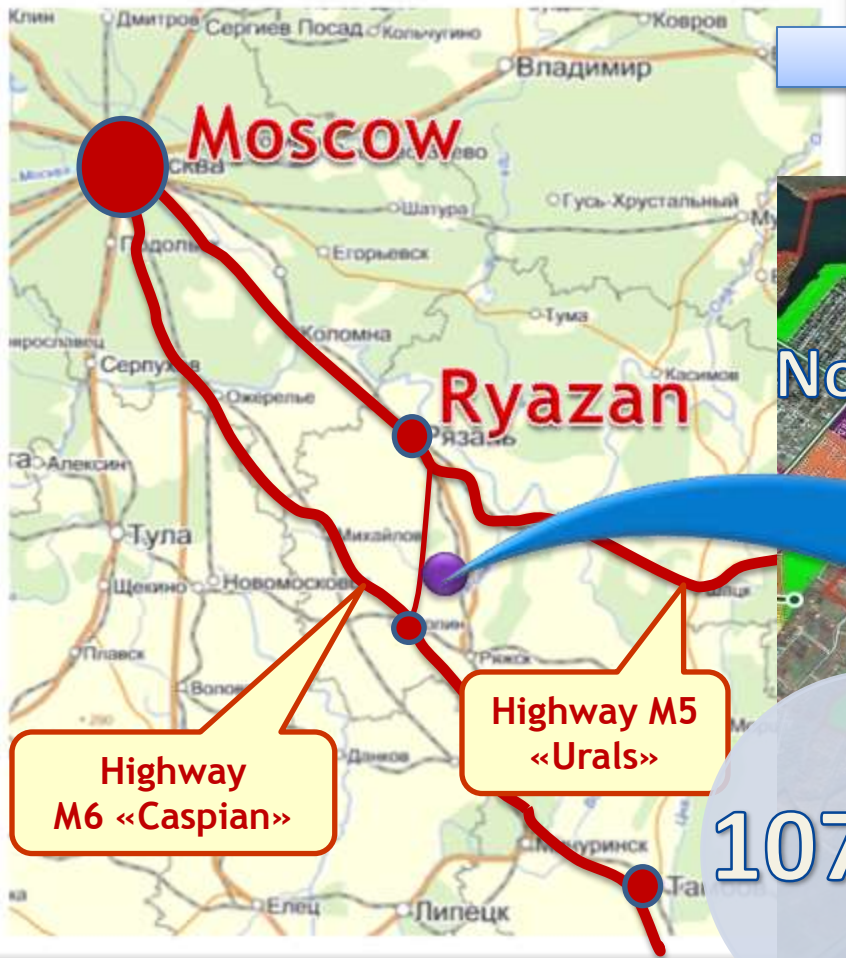 Клин
Дмитров
Сергиев Посад
Кольчугино
Ковров
Владимир
Moscow
Москва
Шатура
Гусь-Хрустальный
Егорьевск
Тума
Коломна
Серпухов
Ожерелье
Касимов
No
Ryazan
Рязань
Алексин
Тула
Михайлов
Щекино
Новомосковск
Шацк
Плавск
Ряжск
Highway M5
«Urals»
Highway
M6 «Caspian»
Данков
107
Мичуринск
Елец
Липецк